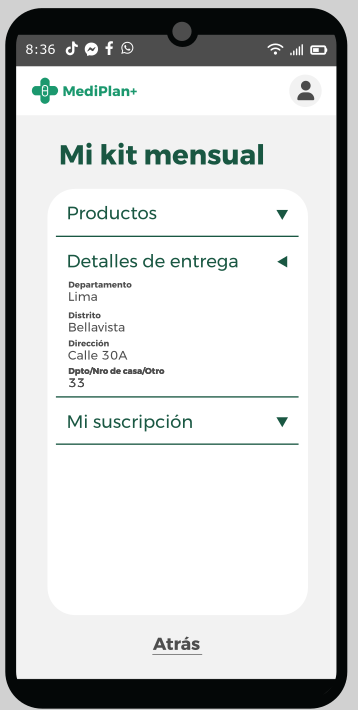 8:36
MediPlan+
Mi kit mensual
Productos
Detalles de entrega
Departamento
Lima
Distrito
Bellavista
Dirección
Calle 30A
Dpto/Nro de casa/Otro
33
Mi suscripción
Atrás